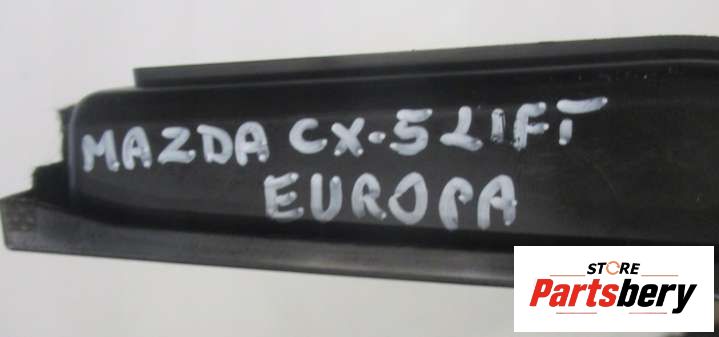 MAZDA CX-5 LIFT
EUROPA
STORE
Partsbery